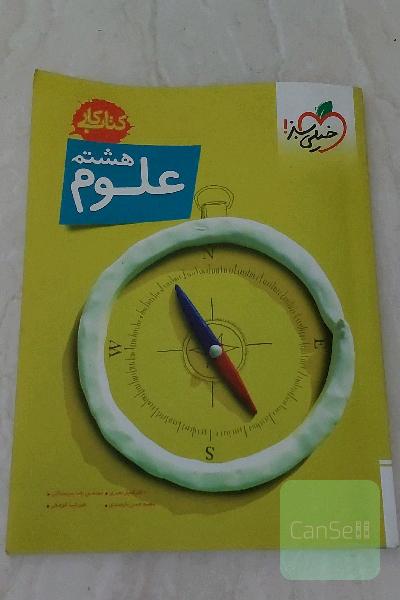 خیلی سبز!
کتاب کار
هشتم
علوم
N
W
E
S
CanSell